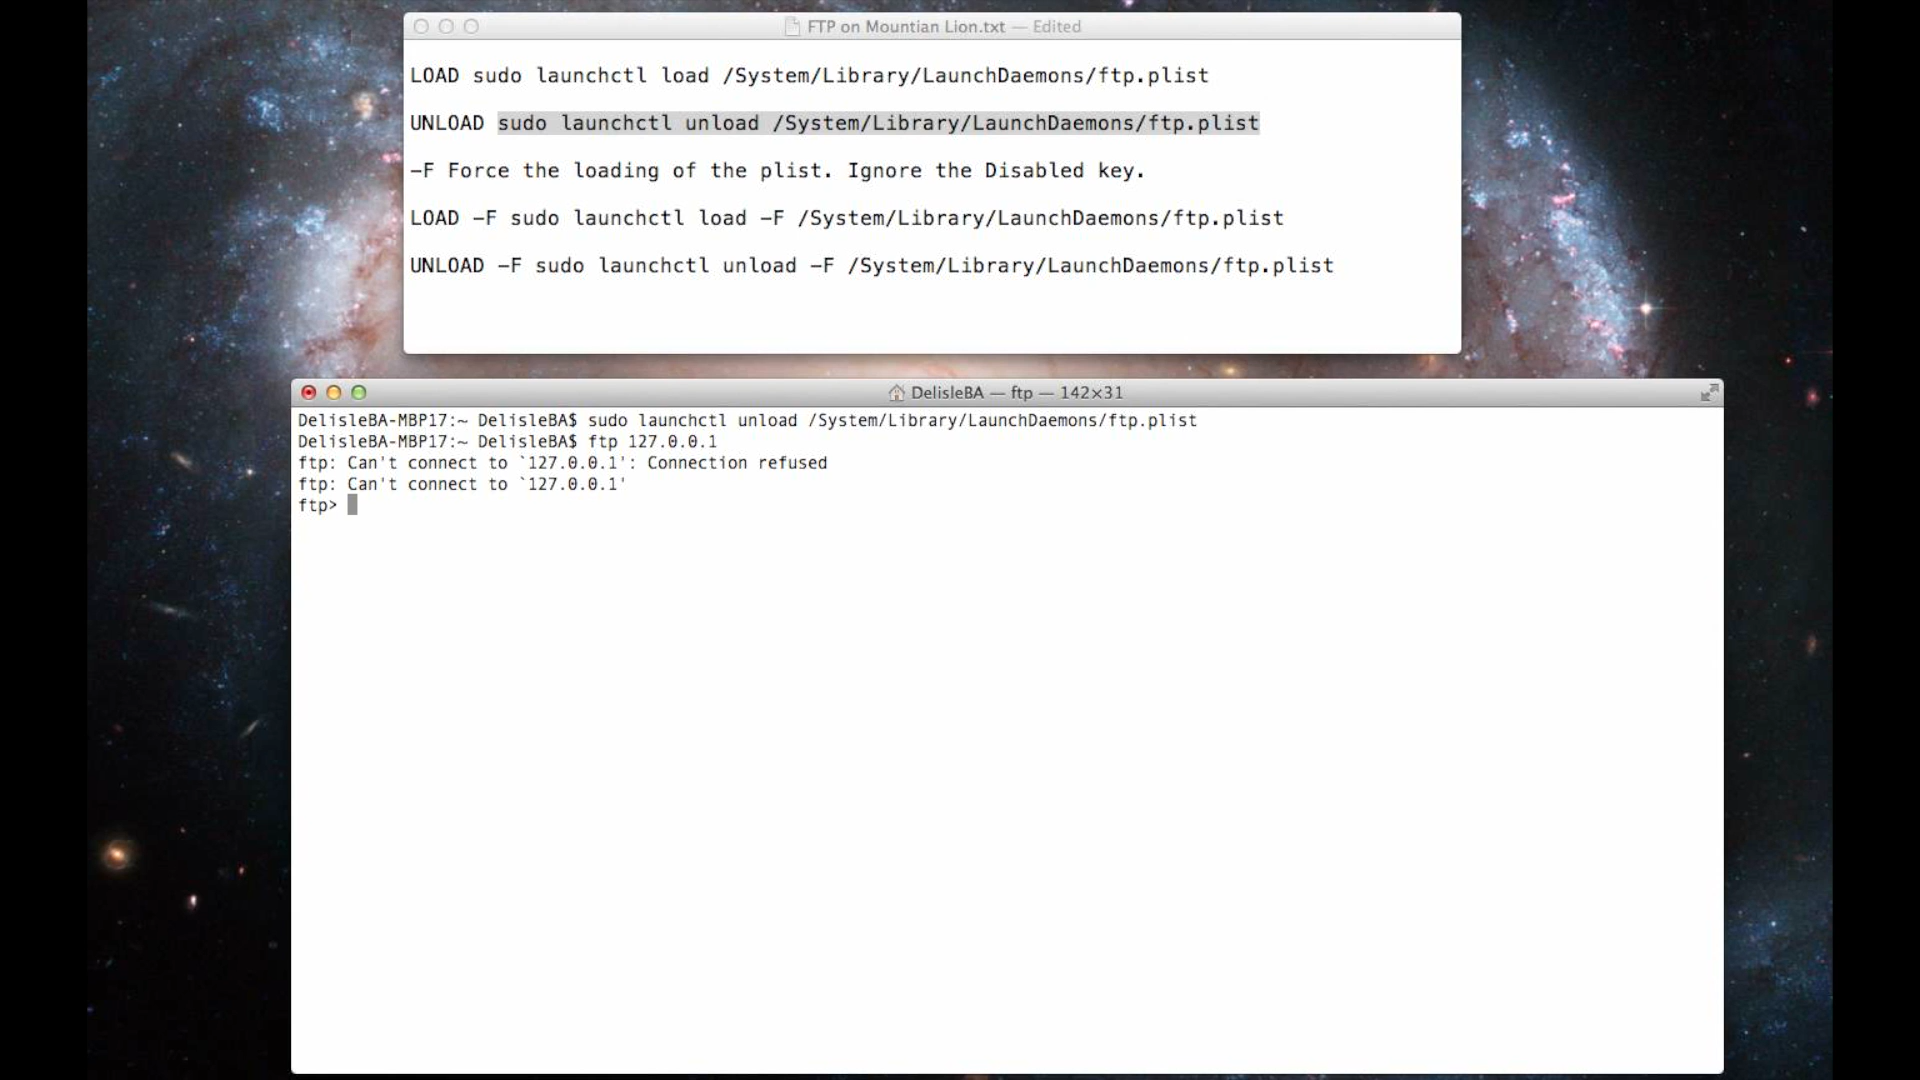 FTP on Mountian Lion.txt — Edited
LOAD sudo launchctl load /System/Library/LaunchDaemons/ftp.plist
UNLOAD sudo launchctl unload /System/Library/LaunchDaemons/ftp.plist
-F Force the loading of the plist. Ignore the Disabled key.
LOAD -F sudo launchctl load -F /System/Library/LaunchDaemons/ftp.plist
UNLOAD -F sudo launchctl unload -F /System/Library/LaunchDaemons/ftp.plist
DelisleBA — ftp — 142×31
DelisleBA-MBP17:~ DelisleBA$ sudo launchctl unload /System/Library/LaunchDaemons/ftp.plist
DelisleBA-MBP17:~ DelisleBA$ ftp 127.0.0.1
ftp: Can't connect to `127.0.0.1': Connection refused
ftp: Can't connect to `127.0.0.1'
ftp>